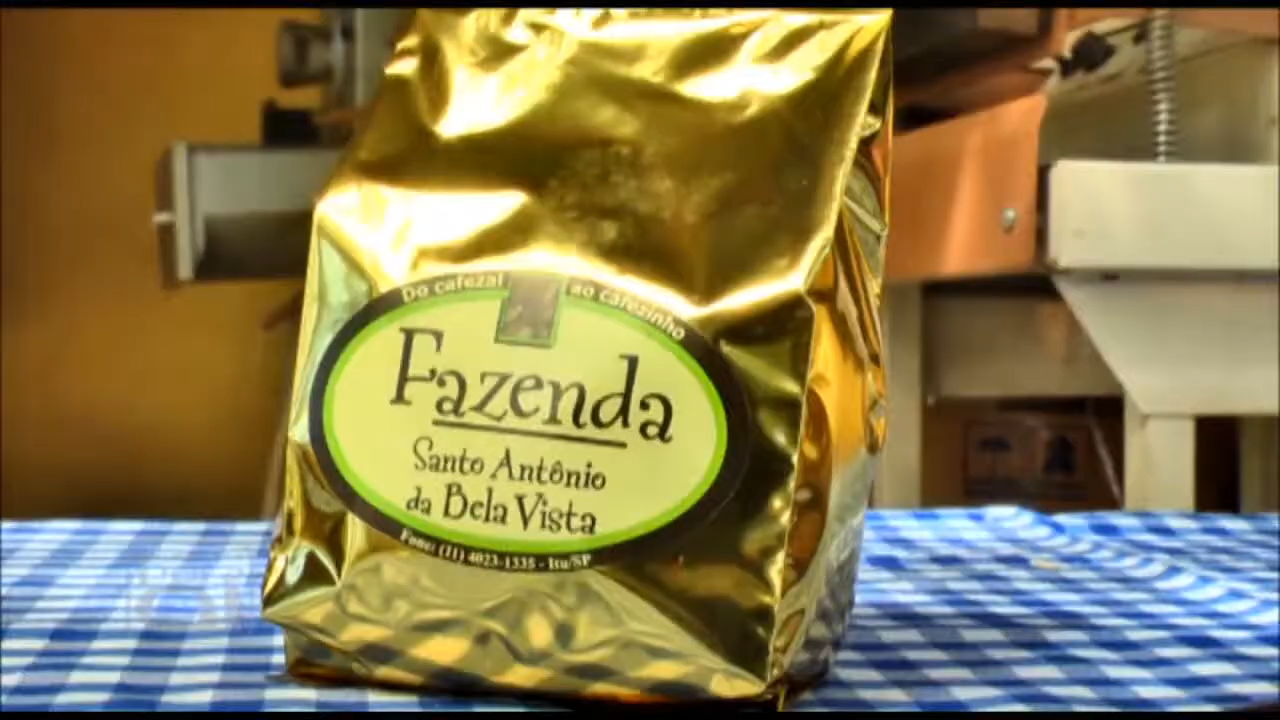 Do cafezal ao cafezinho
Fazenda
Santo Antônio
da Bela Vista
Fone: (11) 4023-1335 - Itu/SP